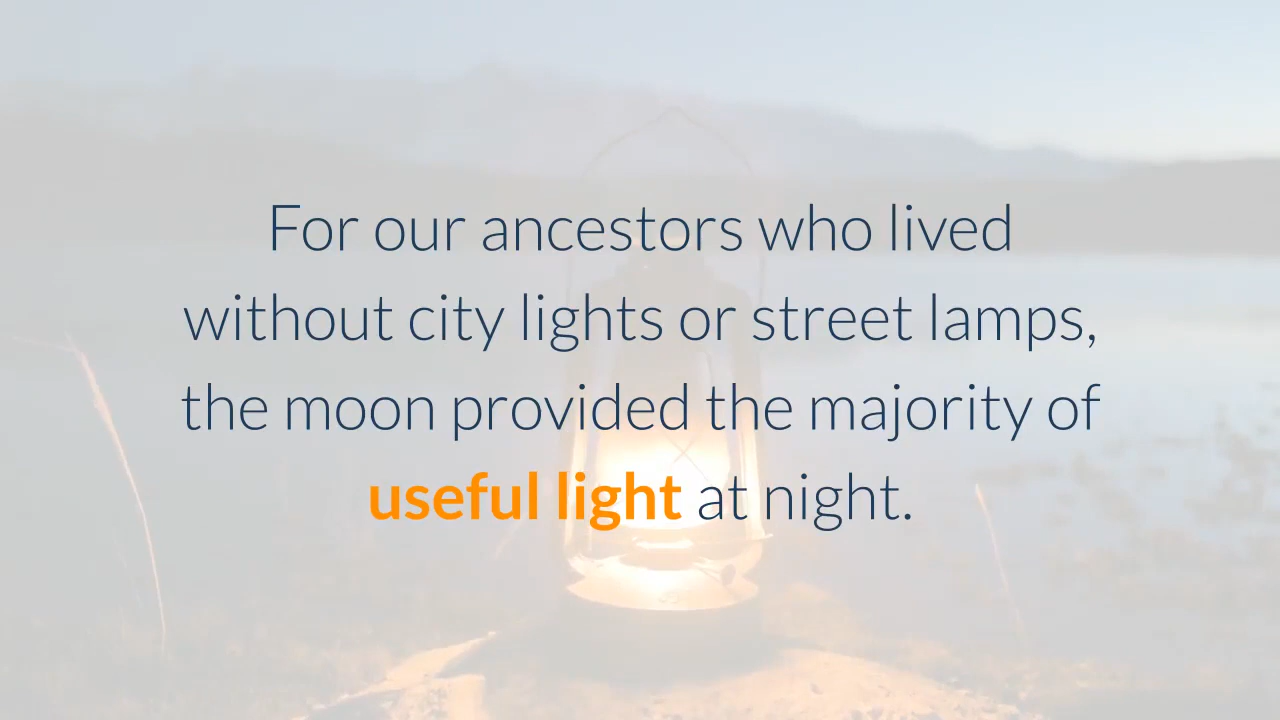 For our ancestors who lived
without city lights or street lamps,
the moon provided the majority of
useful light at night.